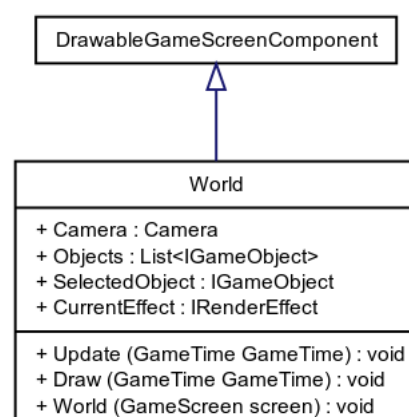 DrawableGameScreenComponent
World
+ Camera : Camera
+ Objects : List<IGameObject>
+ SelectedObject : IGameObject
+ CurrentEffect : IRenderEffect
+ Update (GameTime GameTime) : void
+ Draw (GameTime GameTime) : void
+ World (GameScreen screen) : void